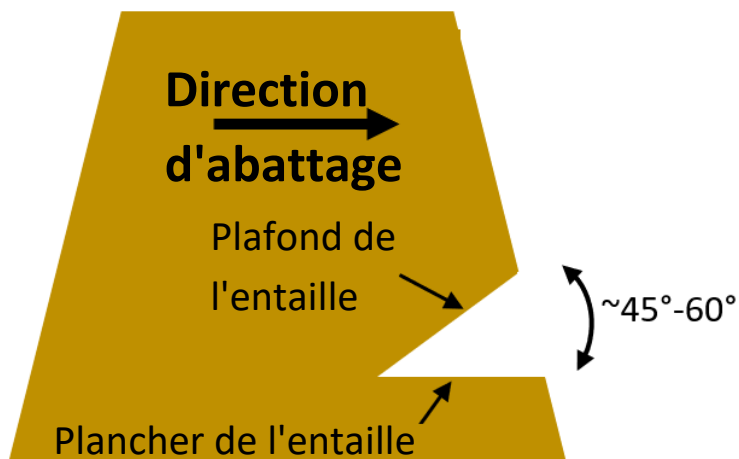 Direction
d'abattage
Plafond de
l'entaille
~45°-60°
Plancher de l'entaille